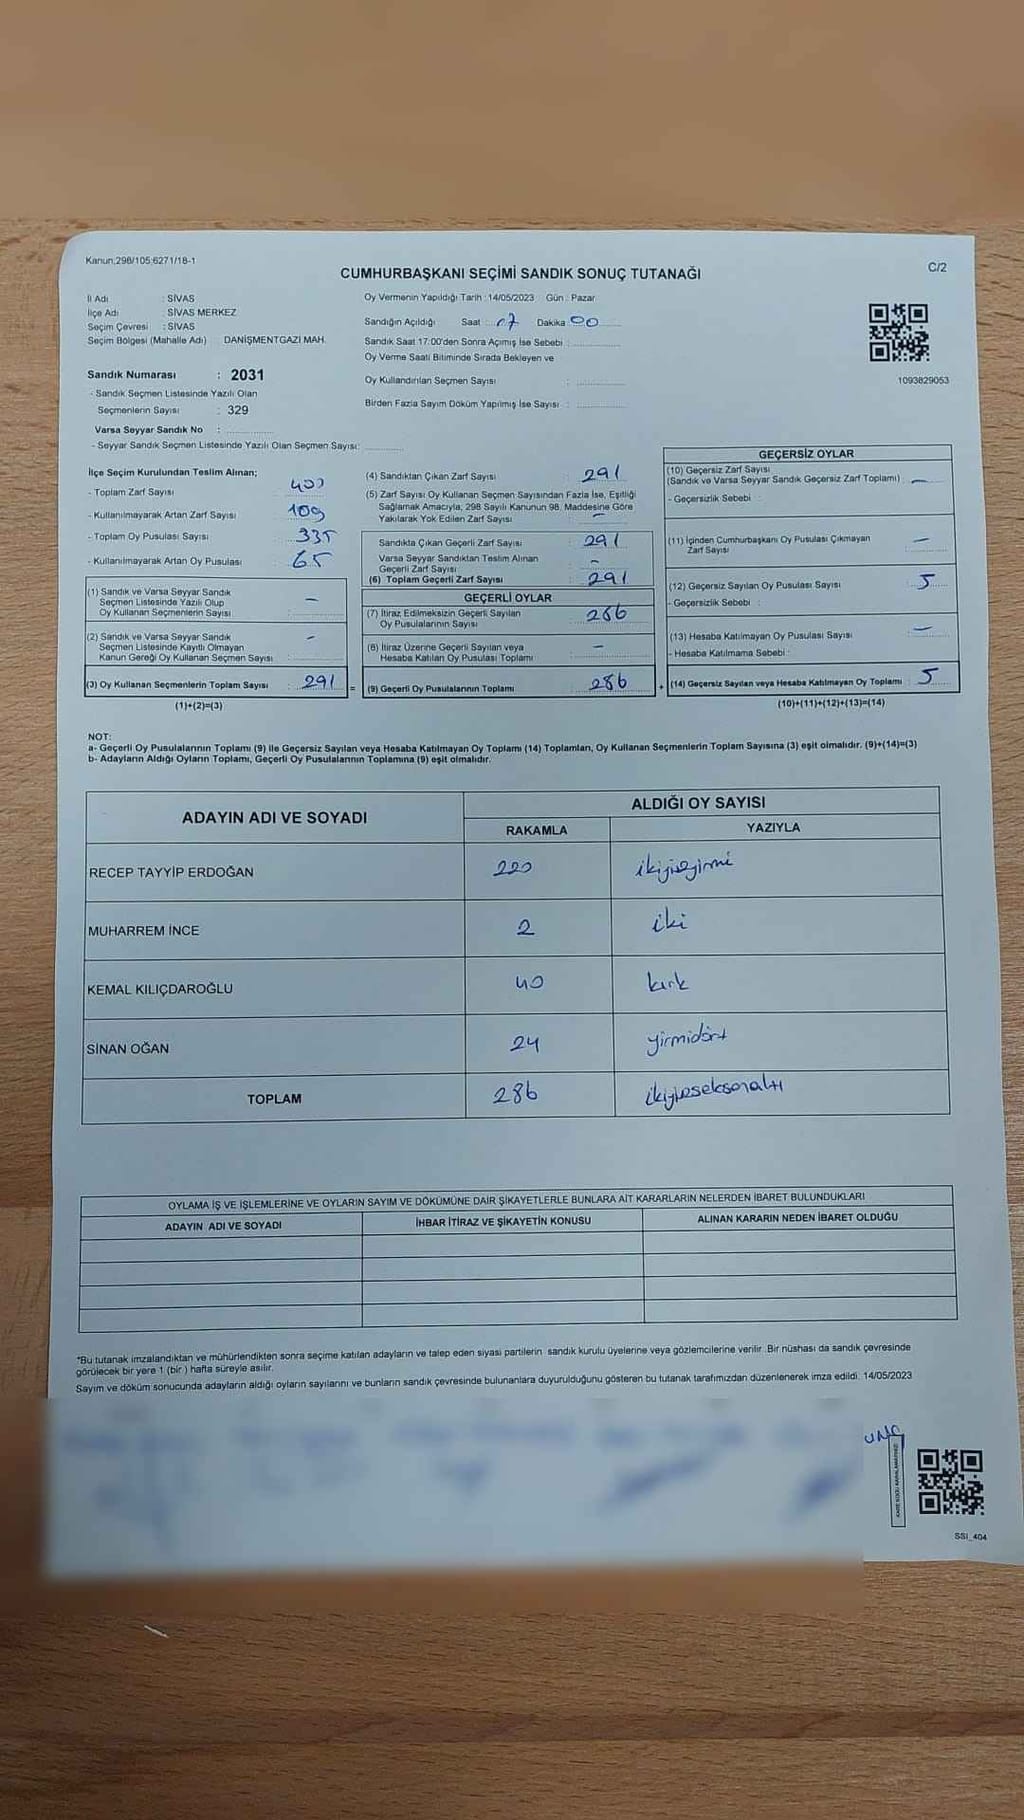 Kanun,298/105;6271/18-1
C/2
CUMHURBAŞKANI SEÇİMİ SANDIK SONUÇ TUTANAĞI
İl Adı : SİVAS
İlçe Adı : SİVAS MERKEZ
Seçim Çevresi : SİVAS
Seçim Bölgesi (Mahalle Adı) DANİŞMENTGAZİ MAH.
Sandık Numarası : 2031
- Sandık Seçmen Listesinde Yazılı Olan
Seçmenlerin Sayısı : 329
Varsa Seyyar Sandık No :
- Seyyar Sandık Seçmen Listesinde Yazılı Olan Seçmen Sayısı:
Oy Vermenin Yapıldığı Tarih : 14/05/2023 Gün : Pazar
Sandığın Açıldığı Saat : 17 Dakika 00
Sandık Saat 17:00'den Sonra Açımış İse Sebebi :
Oy Verme Saati Bitiminde Sırada Bekleyen ve
Oy Kullandırılan Seçmen Sayısı :
Birden Fazla Sayım Döküm Yapılmış İse Sayısı :
1093829053
İlçe Seçim Kurulundan Teslim Alınan;
- Toplam Zarf Sayısı 400
- Kullanılmayarak Artan Zarf Sayısı 109
- Toplam Oy Pusulası Sayısı 335
- Kullanılmayarak Artan Oy Pusulası 65
(1) Sandık ve Varsa Seyyar Sandık
Seçmen Listesinde Yazılı Olup
Oy Kullanan Seçmenlerin Sayısı : -
(2) Sandık ve Varsa Seyyar Sandık
Seçmen Listesinde Kayıtlı Olmayan
Kanun Gereği Oy Kullanan Seçmen Sayısı : -
(3) Oy Kullanan Seçmenlerin Toplam Sayısı : 291 =
(1)+(2)=(3)
(4) Sandıktan Çıkan Zarf Sayısı : 291
(5) Zarf Sayısı Oy Kullanan Seçmen Sayısından Fazla İse, Eşitliği
Sağlamak Amacıyla, 298 Sayılı Kanunun 98. Maddesine Göre
Yakılarak Yok Edilen Zarf Sayısı : -
Sandıkta Çıkan Geçerli Zarf Sayısı : 291
Varsa Seyyar Sandıktan Teslim Alınan
Geçerli Zarf Sayısı : -
(6) Toplam Geçerli Zarf Sayısı : 291
GEÇERLİ OYLAR
(7) İtiraz Edilmeksizin Geçerli Sayılan
Oy Pusulalarının Sayısı : 286
(8) İtiraz Üzerine Geçerli Sayılan veya
Hesaba Katılan Oy Pusulası Toplamı : -
(9) Geçerli Oy Pusulalarının Toplamı : 286 +
GEÇERSİZ OYLAR
(10) Geçersiz Zarf Sayısı
(Sandık ve Varsa Seyyar Sandık Geçersiz Zarf Toplamı) : -
- Geçersizlik Sebebi :
(11) İçinden Cumhurbaşkanı Oy Pusulası Çıkmayan
Zarf Sayısı : -
(12) Geçersiz Sayılan Oy Pusulası Sayısı : 5
- Geçersizlik Sebebi :
(13) Hesaba Katılmayan Oy Pusulası Sayısı : -
- Hesaba Katılmama Sebebi :
(14) Geçersiz Sayılan veya Hesaba Katılmayan Oy Toplamı : 5
(10)+(11)+(12)+(13)=(14)
NOT:
a- Geçerli Oy Pusulalarının Toplamı (9) ile Geçersiz Sayılan veya Hesaba Katılmayan Oy Toplamı (14) Toplamları, Oy Kullanan Seçmenlerin Toplam Sayısına (3) eşit olmalıdır. (9)+(14)=(3)
b- Adayların Aldığı Oyların Toplamı, Geçerli Oy Pusulalarının Toplamına (9) eşit olmalıdır.
ADAYIN ADI VE SOYADI
ALDIĞI OY SAYISI
RAKAMLA YAZIYLA
RECEP TAYYİP ERDOĞAN 220 ikiyüzyirmi
MUHARREM İNCE 2 iki
KEMAL KILIÇDAROĞLU 40 kırk
SİNAN OĞAN 24 yirmidört
TOPLAM 286 ikiyüzseksenaltı
OYLAMA İŞ VE İŞLEMLERİNE VE OYLARIN SAYIM VE DÖKÜMÜNE DAİR ŞİKAYETLERLE BUNLARA AİT KARARLARIN NELERDEN İBARET BULUNDUKLARI
ADAYIN ADI VE SOYADI İHBAR İTİRAZ VE ŞİKAYETİN KONUSU ALINAN KARARIN NEDEN İBARET OLDUĞU
*Bu tutanak imzalandıktan ve mühürlendikten sonra seçime katılan adayların ve talep eden siyasi partilerin sandık kurulu üyelerine veya gözlemcilerine verilir. Bir nüshası da sandık çevresinde
görülecek bir yere 1 (bir ) hafta süreyle asılır.
Sayım ve döküm sonucunda adayların aldığı oyların sayılarını ve bunların sandık çevresinde bulunanlara duyurulduğunu gösteren bu tutanak tarafımızdan düzenlenerek imza edildi. 14/05/2023
SSI_404